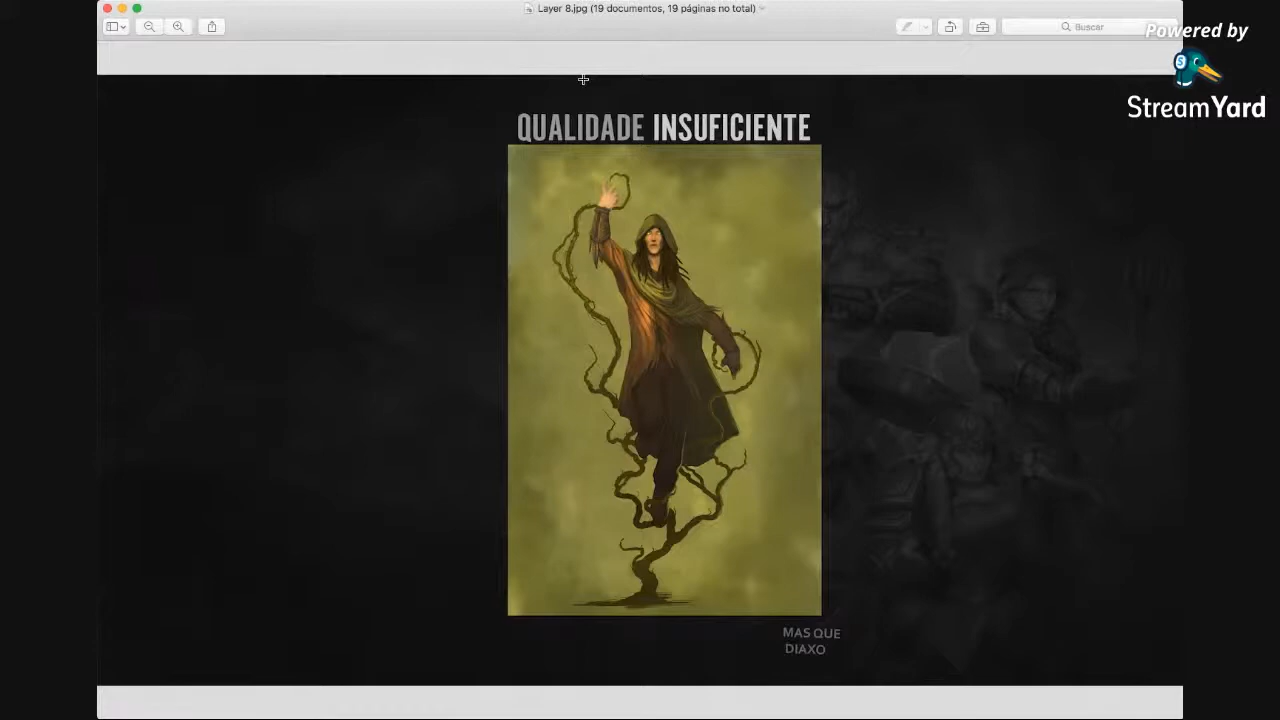 Layer 8.jpg (19 documentos, 19 páginas no total)
Buscar
Powered by
S
StreamYard
QUALIDADE INSUFICIENTE
MAS QUE
DIAXO